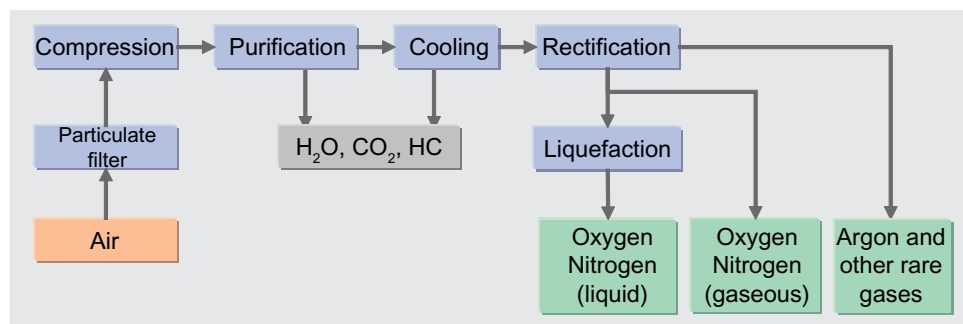 Compression
Purification
Cooling
Rectification
Particulate
filter
H₂O, CO₂, HC
Liquefaction
Air
Oxygen
Nitrogen
(liquid)
Oxygen
Nitrogen
(gaseous)
Argon and
other rare
gases